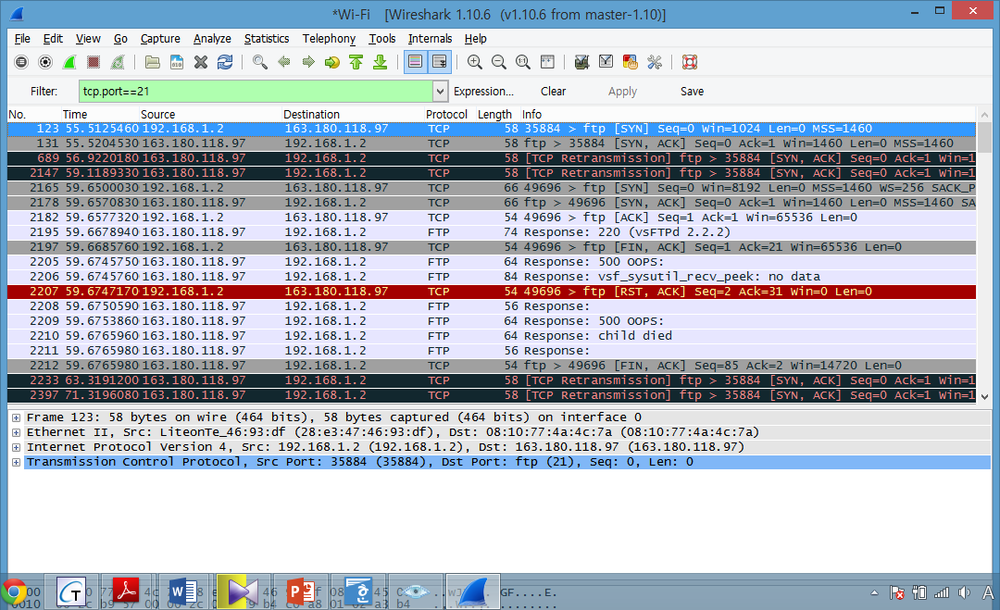 *Wi-Fi [Wireshark 1.10.6 (v1.10.6 from master-1.10)]
File Edit View Go Capture Analyze Statistics Telephony Tools Internals Help
Filter: tcp.port==21 Expression... Clear Apply Save
No. Time Source Destination Protocol Length Info
123 55.5125460 192.168.1.2 163.180.118.97 TCP 58 35884 > ftp [SYN] Seq=0 Win=1024 Len=0 MSS=1460
131 55.5204530 163.180.118.97 192.168.1.2 TCP 58 ftp > 35884 [SYN, ACK] Seq=0 Ack=1 Win=1460 Len=0 MSS=1460
689 56.9220180 163.180.118.97 192.168.1.2 TCP 58 [TCP Retransmission] ftp > 35884 [SYN, ACK] Seq=0 Ack=1 Win=1
2147 59.1189330 163.180.118.97 192.168.1.2 TCP 58 [TCP Retransmission] ftp > 35884 [SYN, ACK] Seq=0 Ack=1 Win=1
2165 59.6500030 192.168.1.2 163.180.118.97 TCP 66 49696 > ftp [SYN] Seq=0 Win=8192 Len=0 MSS=1460 WS=256 SACK_P
2178 59.6570830 163.180.118.97 192.168.1.2 TCP 66 ftp > 49696 [SYN, ACK] Seq=0 Ack=1 Win=1460 Len=0 MSS=1460 SA
2182 59.6577320 192.168.1.2 163.180.118.97 TCP 54 49696 > ftp [ACK] Seq=1 Ack=1 Win=65536 Len=0
2195 59.6678940 163.180.118.97 192.168.1.2 FTP 74 Response: 220 (vsFTPd 2.2.2)
2197 59.6685760 192.168.1.2 163.180.118.97 TCP 54 49696 > ftp [FIN, ACK] Seq=1 Ack=21 Win=65536 Len=0
2205 59.6745750 163.180.118.97 192.168.1.2 FTP 64 Response: 500 OOPS:
2206 59.6745760 163.180.118.97 192.168.1.2 FTP 84 Response: vsf_sysutil_recv_peek: no data
2207 59.6747170 192.168.1.2 163.180.118.97 TCP 54 49696 > ftp [RST, ACK] Seq=2 Ack=31 Win=0 Len=0
2208 59.6750590 163.180.118.97 192.168.1.2 FTP 56 Response:
2209 59.6753860 163.180.118.97 192.168.1.2 FTP 64 Response: 500 OOPS:
2210 59.6765960 163.180.118.97 192.168.1.2 FTP 64 Response: child died
2211 59.6765980 163.180.118.97 192.168.1.2 FTP 56 Response:
2212 59.6765980 163.180.118.97 192.168.1.2 TCP 54 ftp > 49696 [FIN, ACK] Seq=85 Ack=2 Win=14720 Len=0
2233 63.3191200 163.180.118.97 192.168.1.2 TCP 58 [TCP Retransmission] ftp > 35884 [SYN, ACK] Seq=0 Ack=1 Win=1
2397 71.3196080 163.180.118.97 192.168.1.2 TCP 58 [TCP Retransmission] ftp > 35884 [SYN, ACK] Seq=0 Ack=1 Win=1
Frame 123: 58 bytes on wire (464 bits), 58 bytes captured (464 bits) on interface 0
Ethernet II, Src: LiteonTe_46:93:df (28:e3:47:46:93:df), Dst: 08:10:77:4a:4c:7a (08:10:77:4a:4c:7a)
Internet Protocol Version 4, Src: 192.168.1.2 (192.168.1.2), Dst: 163.180.118.97 (163.180.118.97)
Transmission Control Protocol, Src Port: 35884 (35884), Dst Port: ftp (21), Seq: 0, Len: 0
A